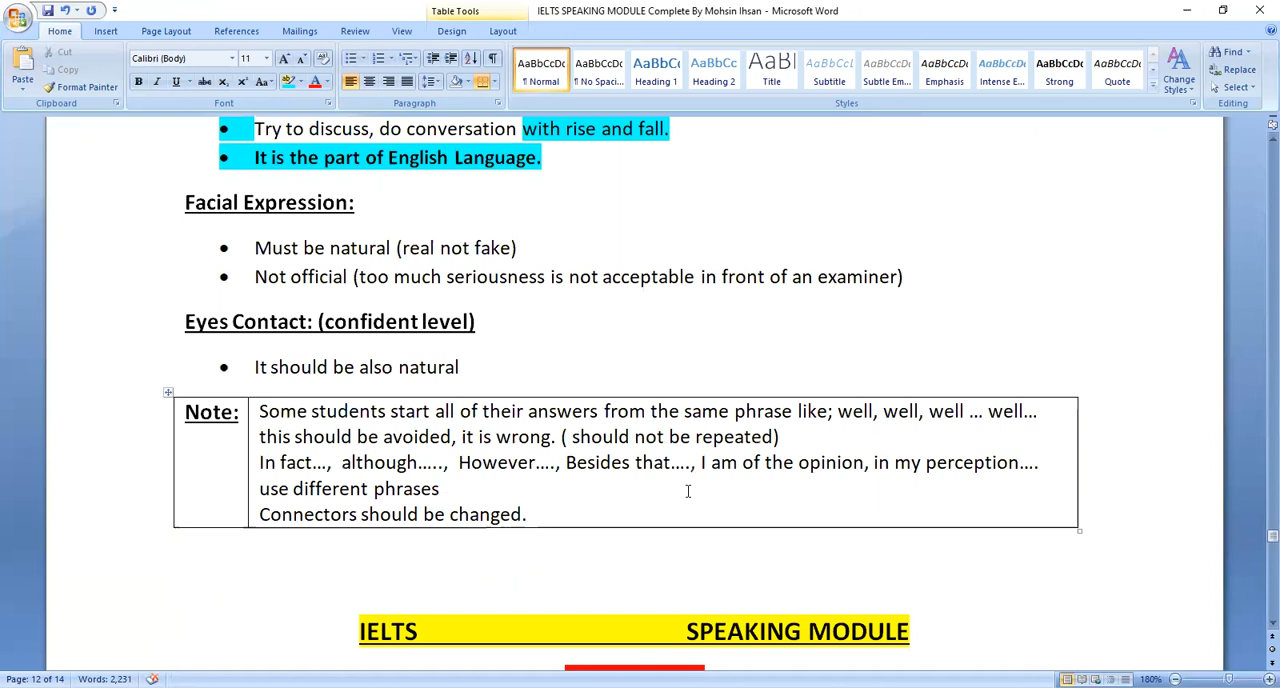 Table Tools
IELTS SPEAKING MODULE Complete By Mohsin Ihsan - Microsoft Word
Home Insert Page Layout References Mailings Review View Design Layout
Paste
Cut
Copy
Format Painter
Clipboard
Calibri (Body) 11
Font
Paragraph
AaBbCcDc AaBbCcDc AaBbC AaBbCc AaBb AaBbCcL AaBbCcDc AaBbCcDc AaBbCcDc AaBbCcDc AaBbCcDc
¶ Normal ¶ No Spaci... Heading 1 Heading 2 Title Subtitle Subtle Em... Emphasis Intense E... Strong Quote
Styles
Change Styles
Find
Replace
Select
Editing
• Try to discuss, do conversation with rise and fall.
• It is the part of English Language.
Facial Expression:
• Must be natural (real not fake)
• Not official (too much seriousness is not acceptable in front of an examiner)
Eyes Contact: (confident level)
• It should be also natural
Note: Some students start all of their answers from the same phrase like; well, well, well ... well...
this should be avoided, it is wrong. ( should not be repeated)
In fact..., although....., However...., Besides that...., I am of the opinion, in my perception....
use different phrases
Connectors should be changed.
IELTS SPEAKING MODULE
Page: 12 of 14 Words: 2,231 180%